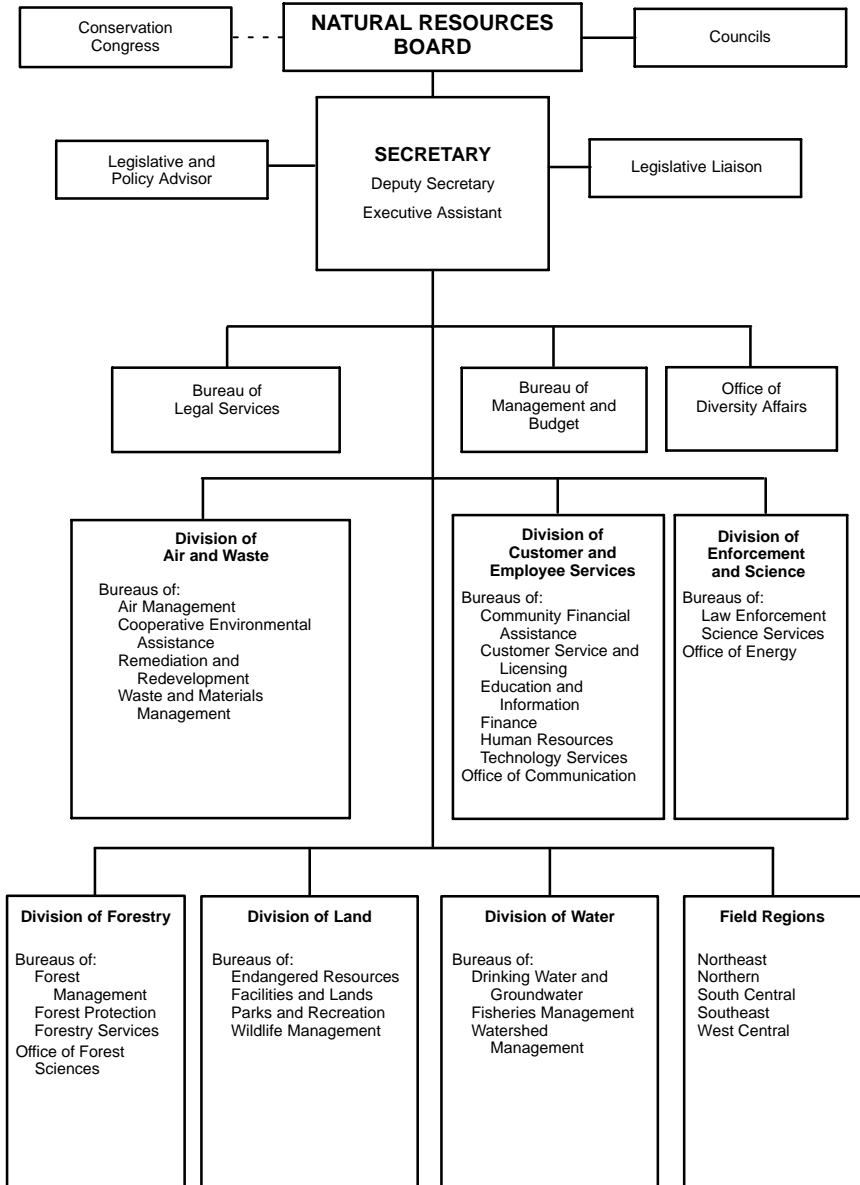 Conservation
Congress
NATURAL RESOURCES
BOARD
Councils
Legislative and
Policy Advisor
SECRETARY
Deputy Secretary
Executive Assistant
Legislative Liaison
Bureau of
Legal Services
Bureau of
Management and
Budget
Office of
Diversity Affairs
Division of
Air and Waste
Bureaus of:
Air Management
Cooperative Environmental
Assistance
Remediation and
Redevelopment
Waste and Materials
Management
Division of
Customer and
Employee Services
Bureaus of:
Community Financial
Assistance
Customer Service and
Licensing
Education and
Information
Finance
Human Resources
Technology Services
Office of Communication
Division of
Enforcement
and Science
Bureaus of:
Law Enforcement
Science Services
Office of Energy
Division of Forestry
Bureaus of:
Forest
Management
Forest Protection
Forestry Services
Office of Forest
Sciences
Division of Land
Bureaus of:
Endangered Resources
Facilities and Lands
Parks and Recreation
Wildlife Management
Division of Water
Bureaus of:
Drinking Water and
Groundwater
Fisheries Management
Watershed
Management
Field Regions
Northeast
Northern
South Central
Southeast
West Central